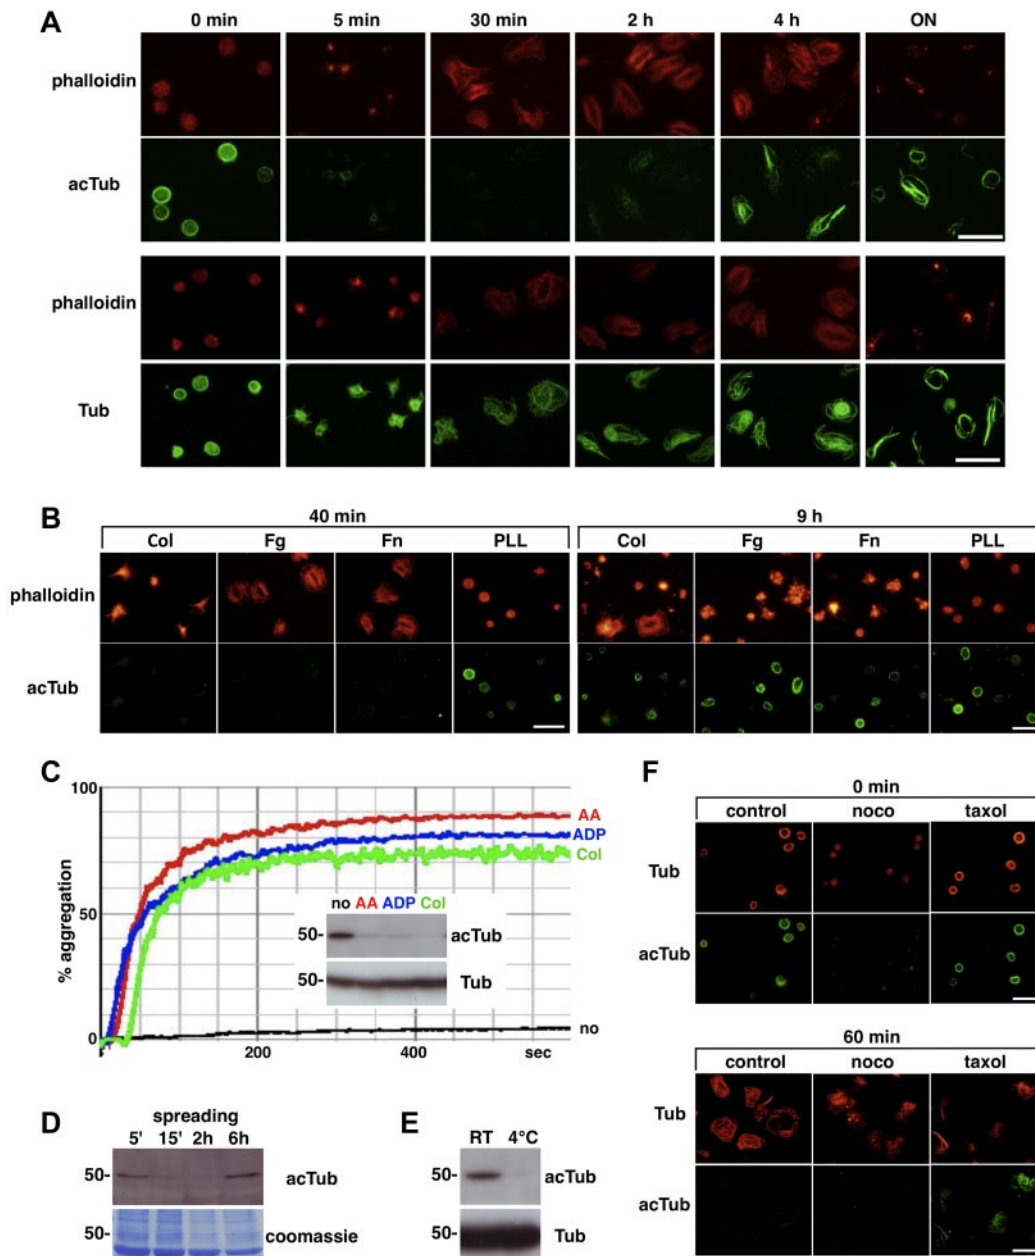 A
0 min 5 min 30 min 2 h 4 h ON
phalloidin
acTub
phalloidin
Tub
B
40 min 9 h
Col Fg Fn PLL Col Fg Fn PLL
phalloidin
acTub
C
100
50
0
% aggregation
AA
ADP
Col
no AA ADP Col
50- acTub
50- Tub
no
200 400 sec
D
spreading
5' 15' 2h 6h
50- acTub
50- coomassie
E
RT 4°C
50- acTub
50- Tub
F
0 min
control noco taxol
Tub
acTub
60 min
control noco taxol
Tub
acTub